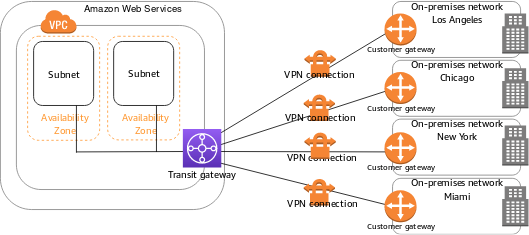 Amazon Web Services
VPC
Subnet
Subnet
Availability
Zone
Availability
Zone
Transit gateway
VPN connection
VPN connection
VPN connection
VPN connection
On-premises network
Los Angeles
Customer gateway
On-premises network
Chicago
Customer gateway
On-premises network
New York
Customer gateway
On-premises network
Miami
Customer gateway